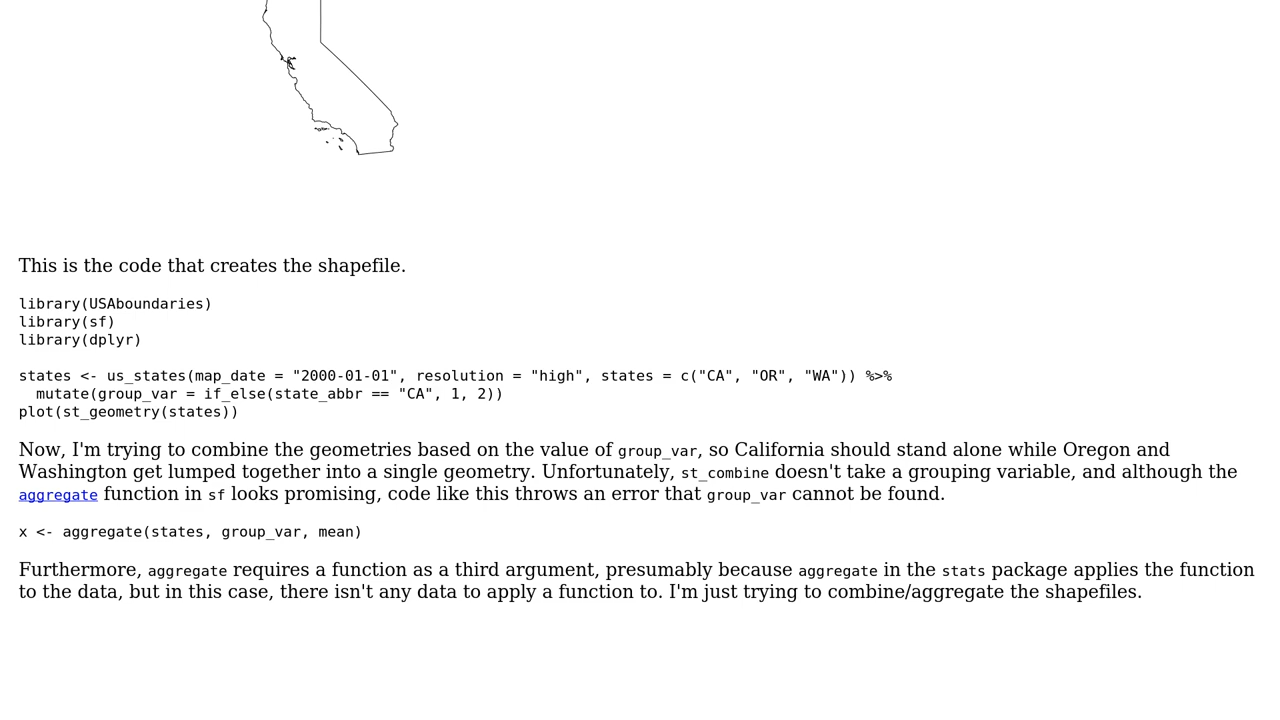 This is the code that creates the shapefile.
library(USAboundaries)
library(sf)
library(dplyr)
states <- us_states(map_date = "2000-01-01", resolution = "high", states = c("CA", "OR", "WA")) %>%
  mutate(group_var = if_else(state_abbr == "CA", 1, 2))
plot(st_geometry(states))
Now, I'm trying to combine the geometries based on the value of group_var, so California should stand alone while Oregon and
Washington get lumped together into a single geometry. Unfortunately, st_combine doesn't take a grouping variable, and although the
aggregate function in sf looks promising, code like this throws an error that group_var cannot be found.
x <- aggregate(states, group_var, mean)
Furthermore, aggregate requires a function as a third argument, presumably because aggregate in the stats package applies the function
to the data, but in this case, there isn't any data to apply a function to. I'm just trying to combine/aggregate the shapefiles.